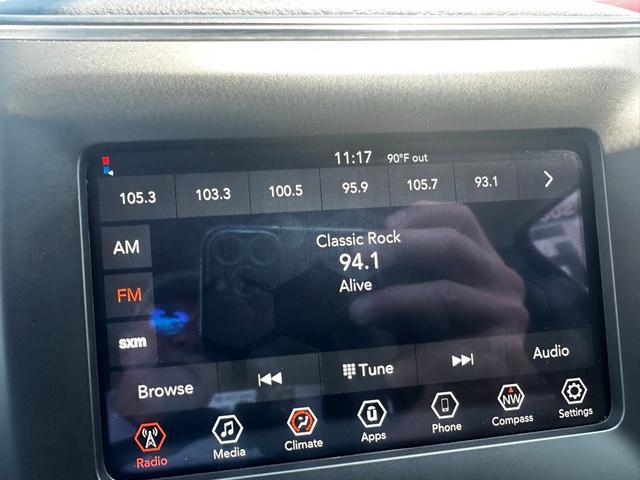 11:17 90°F out
105.3 103.3 100.5 95.9 105.7 93.1
AM
Classic Rock
94.1
FM
Alive
sxm
Browse Tune Audio
Radio Media Climate Apps Phone NW Compass Settings